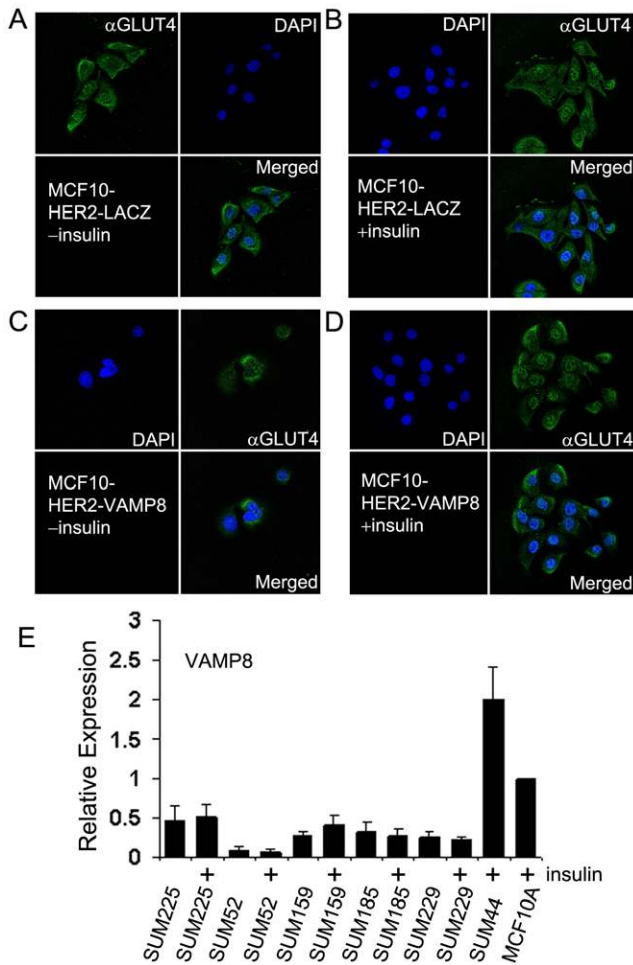 A
αGLUT4
DAPI
MCF10-
HER2-LACZ
–insulin
Merged
B
DAPI
αGLUT4
MCF10-
HER2-LACZ
+insulin
Merged
C
DAPI
αGLUT4
MCF10-
HER2-VAMP8
–insulin
Merged
D
DAPI
αGLUT4
MCF10-
HER2-VAMP8
+insulin
Merged
E
VAMP8
Relative Expression
3
2.5
2
1.5
1
0.5
0
+ + + + + + + insulin
SUM225
SUM225
SUM52
SUM52
SUM159
SUM159
SUM185
SUM185
SUM229
SUM229
SUM44
MCF10A